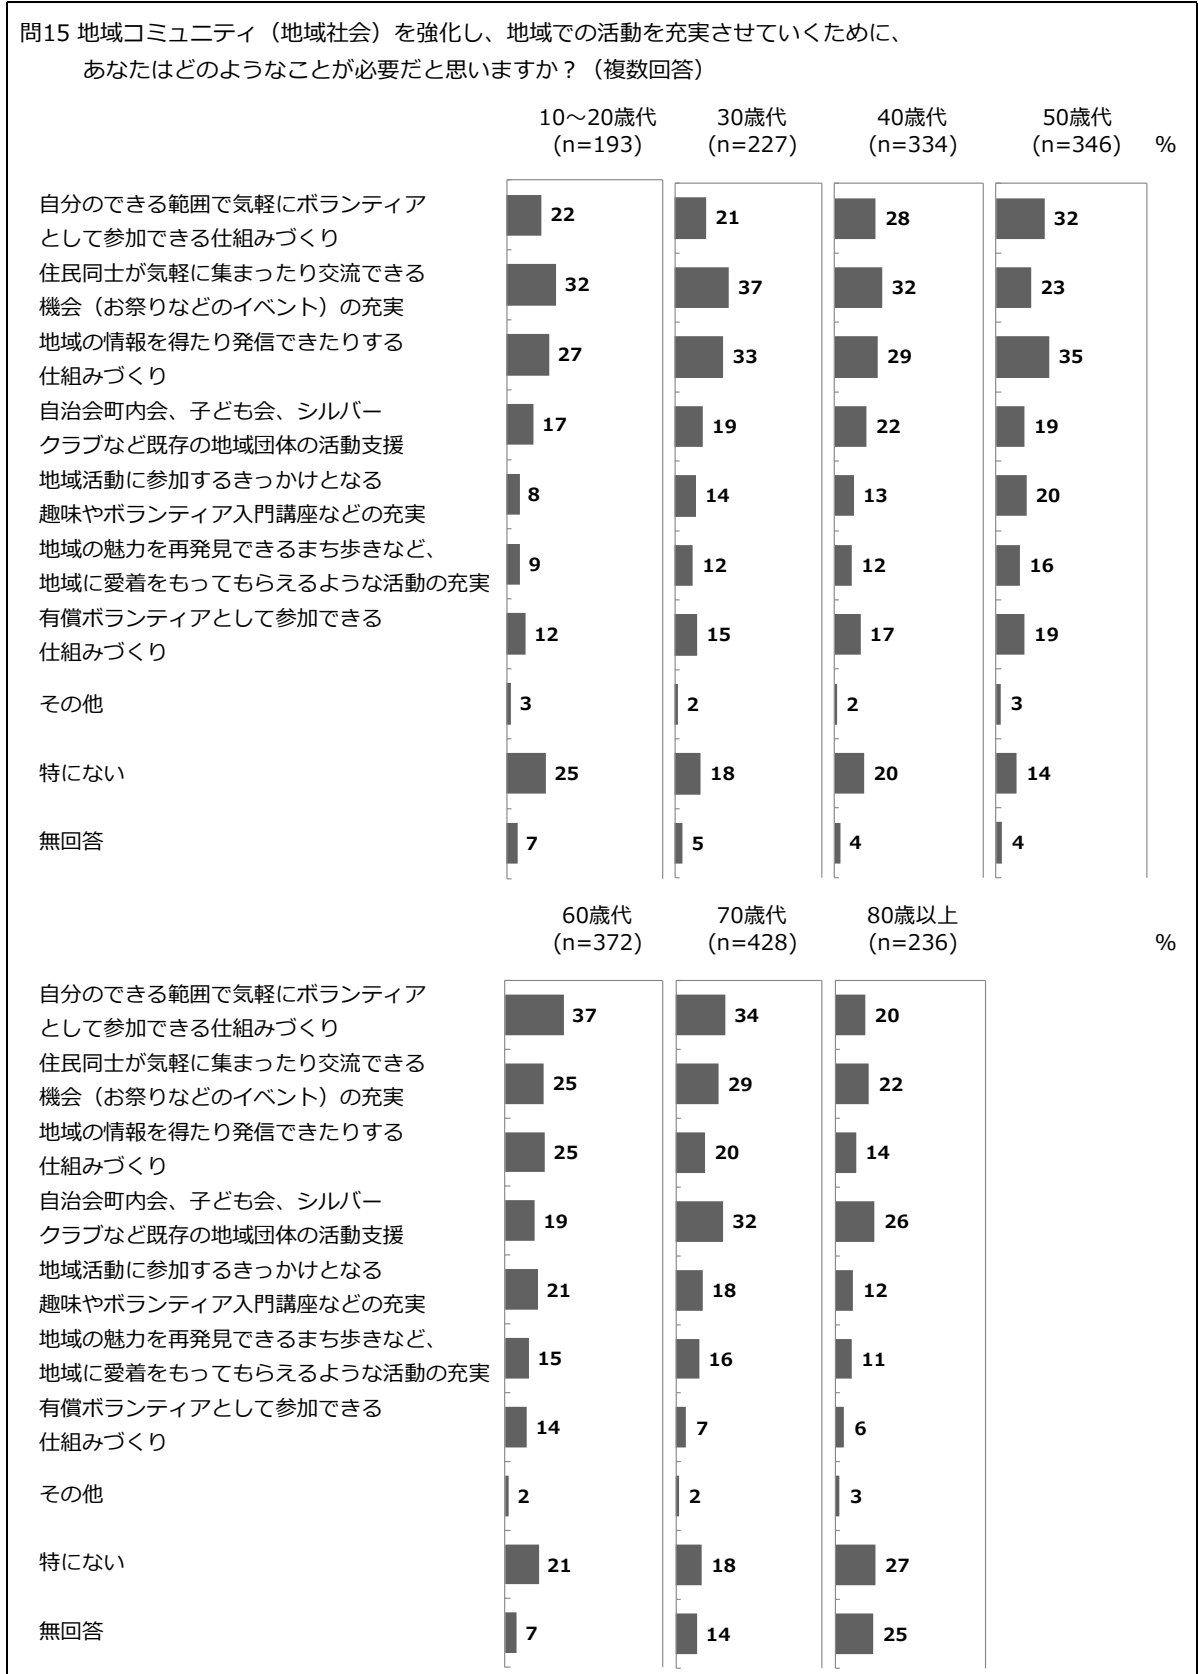 問15 地域コミュニティ（地域社会）を強化し、地域での活動を充実させていくために、
あなたはどのようなことが必要だと思いますか？（複数回答）
10～20歳代 30歳代 40歳代 50歳代
(n=193) (n=227) (n=334) (n=346) %
自分のできる範囲で気軽にボランティア
として参加できる仕組みづくり
22 21 28 32
住民同士が気軽に集まったり交流できる
機会（お祭りなどのイベント）の充実
32 37 32 23
地域の情報を得たり発信できたりする
仕組みづくり
27 33 29 35
自治会町内会、子ども会、シルバー
クラブなど既存の地域団体の活動支援
17 19 22 19
地域活動に参加するきっかけとなる
趣味やボランティア入門講座などの充実
8 14 13 20
地域の魅力を再発見できるまち歩きなど、
地域に愛着をもってもらえるような活動の充実
9 12 12 16
有償ボランティアとして参加できる
仕組みづくり
12 15 17 19
その他 3 2 2 3
特にない 25 18 20 14
無回答 7 5 4 4
60歳代 70歳代 80歳以上
(n=372) (n=428) (n=236) %
自分のできる範囲で気軽にボランティア
として参加できる仕組みづくり
37 34 20
住民同士が気軽に集まったり交流できる
機会（お祭りなどのイベント）の充実
25 29 22
地域の情報を得たり発信できたりする
仕組みづくり
25 20 14
自治会町内会、子ども会、シルバー
クラブなど既存の地域団体の活動支援
19 32 26
地域活動に参加するきっかけとなる
趣味やボランティア入門講座などの充実
21 18 12
地域の魅力を再発見できるまち歩きなど、
地域に愛着をもってもらえるような活動の充実
15 16 11
有償ボランティアとして参加できる
仕組みづくり
14 7 6
その他 2 2 3
特にない 21 18 27
無回答 7 14 25